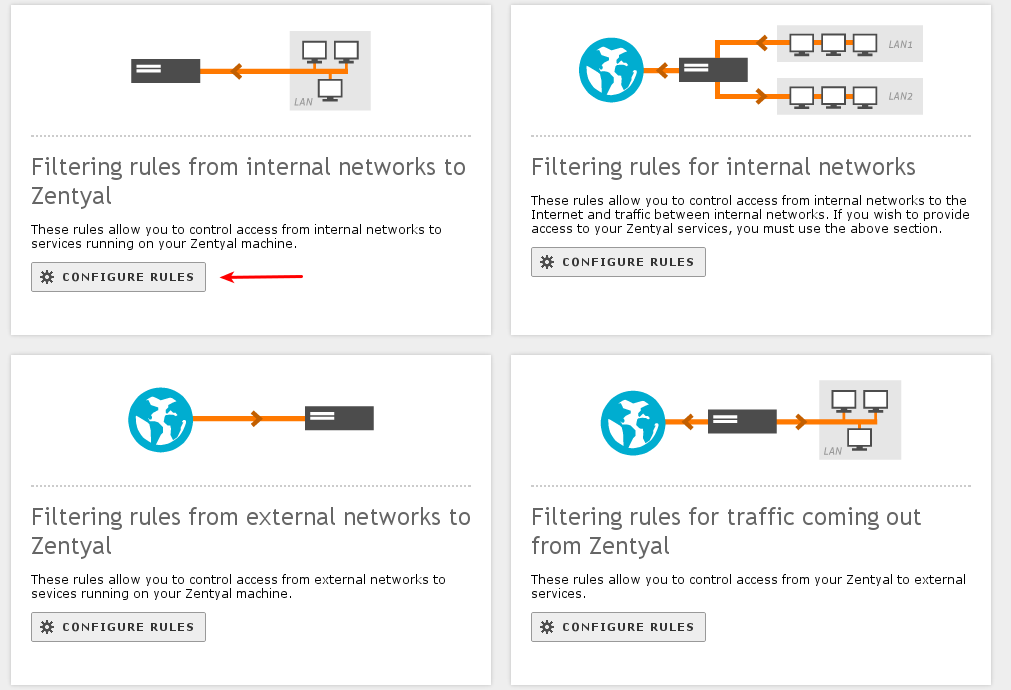 LAN
Filtering rules from internal networks to
Zentyal
These rules allow you to control access from internal networks to
services running on your Zentyal machine.
CONFIGURE RULES
LAN1
LAN2
Filtering rules for internal networks
These rules allow you to control access from internal networks to the
Internet and traffic between internal networks. If you wish to provide
access to your Zentyal services, you must use the above section.
CONFIGURE RULES
Filtering rules from external networks to
Zentyal
These rules allow you to control access from external networks to
sevices running on your Zentyal machine.
CONFIGURE RULES
LAN
Filtering rules for traffic coming out
from Zentyal
These rules allow you to control access from your Zentyal to external
services.
CONFIGURE RULES